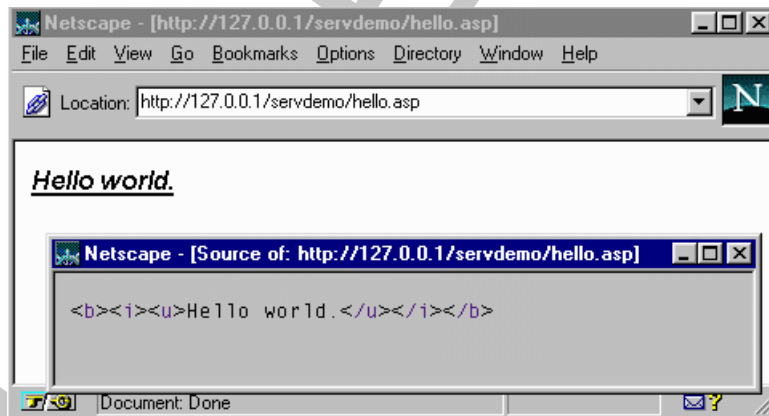 Netscape - [http://127.0.0.1/servdemo/hello.asp]
File Edit View Go Bookmarks Options Directory Window Help
Location: http://127.0.0.1/servdemo/hello.asp
N
Hello world.
Netscape - [Source of: http://127.0.0.1/servdemo/hello.asp]
<b><i><u>Hello world.</u></i></b>
Document: Done
?